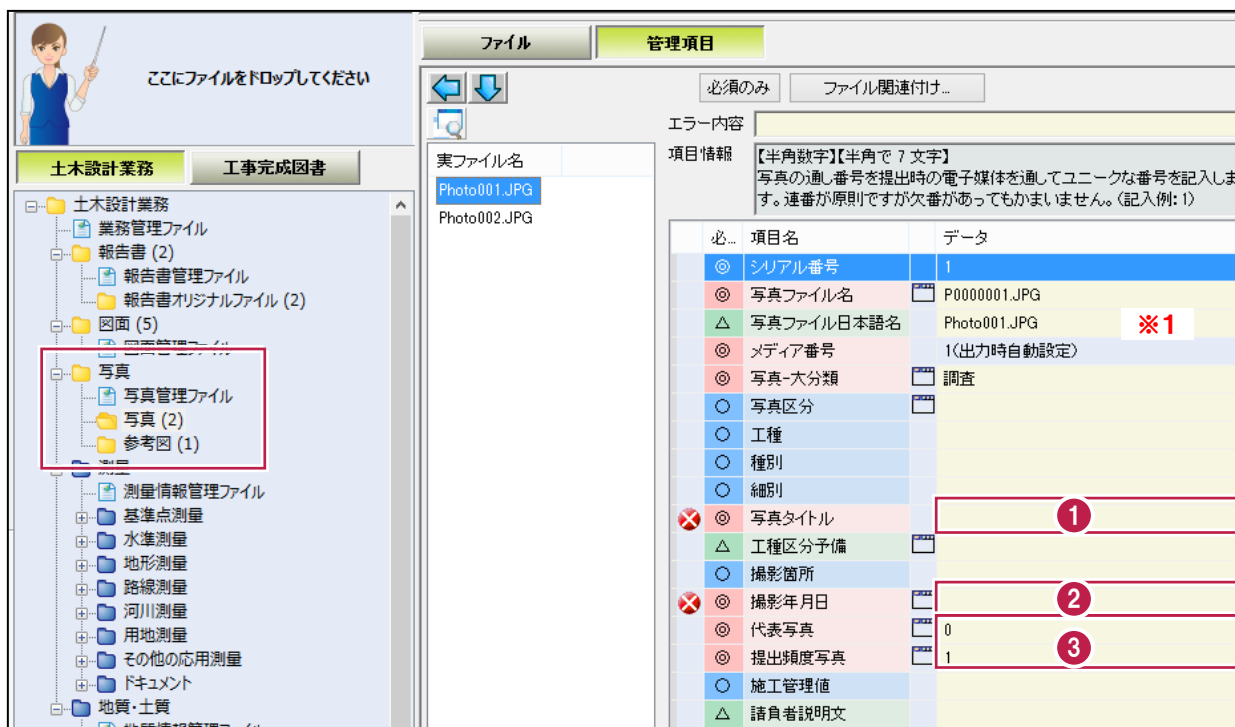 ここにファイルをドロップしてください
土木設計業務
工事完成図書
土木設計業務
業務管理ファイル
報告書 (2)
報告書管理ファイル
報告書オリジナルファイル (2)
図面 (5)
図面管理ファイル
写真
写真管理ファイル
写真 (2)
参考図 (1)
測量
測量情報管理ファイル
基準点測量
水準測量
地形測量
路線測量
河川測量
用地測量
その他の応用測量
ドキュメント
地質・土質
ファイル
管理項目
実ファイル名
Photo001.JPG
Photo002.JPG
必須のみ
ファイル関連付け...
エラー内容
項目情報
【半角数字】【半角で 7 文字】
写真の通し番号を提出時の電子媒体を通してユニークな番号を記入しま
す。連番が原則ですが欠番があってもかまいません。（記入例：1）
必... 項目名 データ
◎ シリアル番号 1
◎ 写真ファイル名 P0000001.JPG
△ 写真ファイル日本語名 Photo001.JPG ※1
◎ メディア番号 1(出力時自動設定)
◎ 写真-大分類 調査
○ 写真区分
○ 工種
○ 種別
○ 細別
◎ 写真タイトル 1
△ 工種区分予備
○ 撮影箇所
◎ 撮影年月日 2
◎ 代表写真 0
3
◎ 提出頻度写真 1
○ 施工管理値
△ 請負者説明文